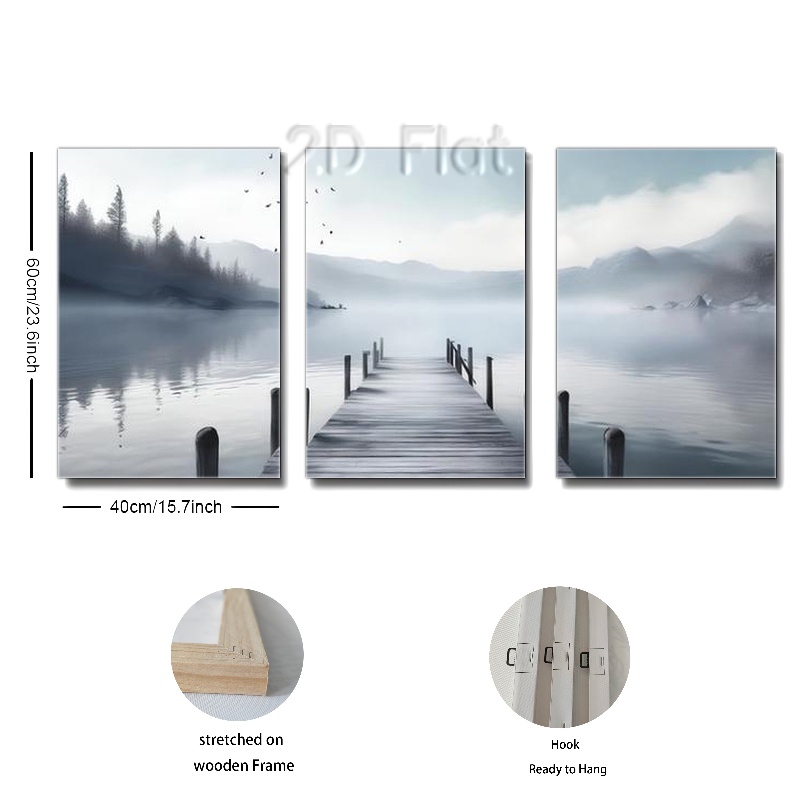 2D Flat
60cm/23.6inch
40cm/15.7inch
stretched on
wooden Frame
Hook
Ready to Hang